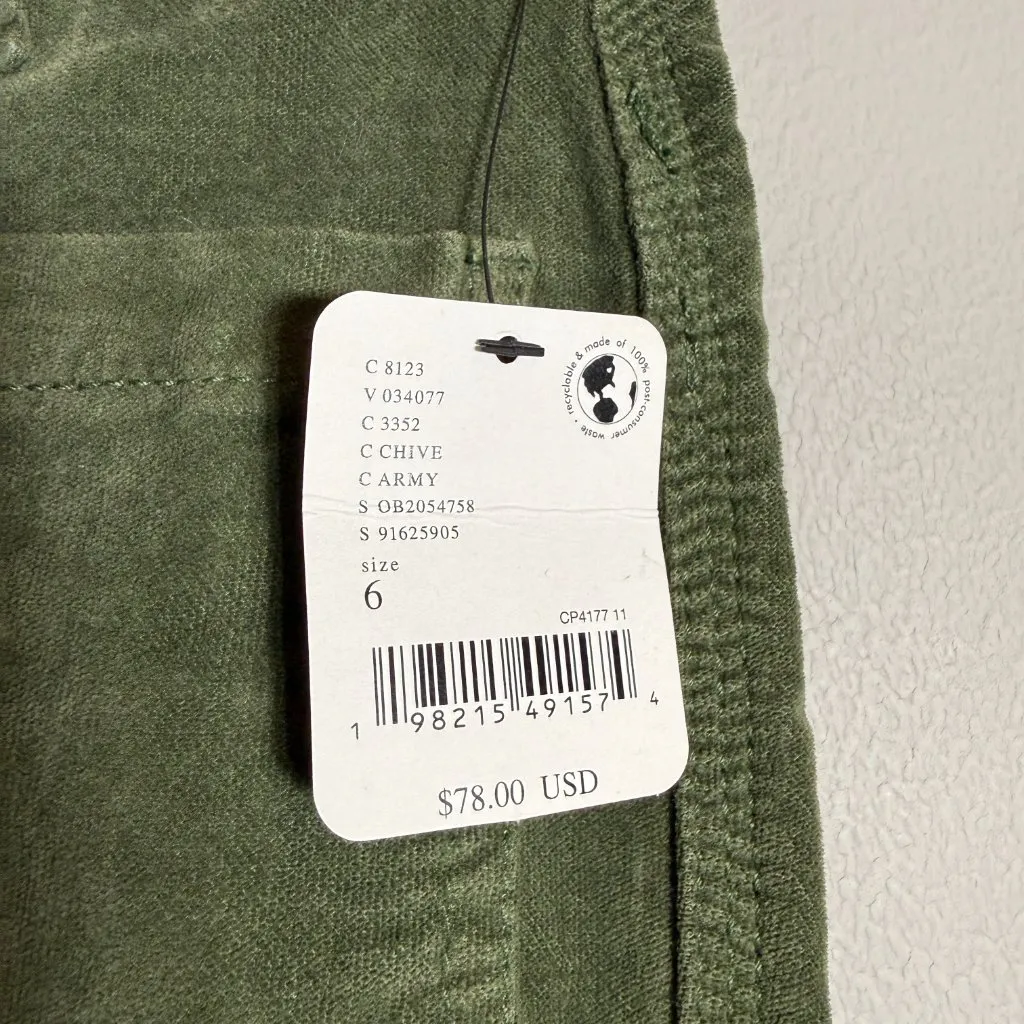 recyclable & made of 100% post-consumer waste •
C 8123
V 034077
C 3352
C CHIVE
C ARMY
S OB2054758
S 91625905
size
6
CP4177 11
1 98215 49157 4
$78.00 USD